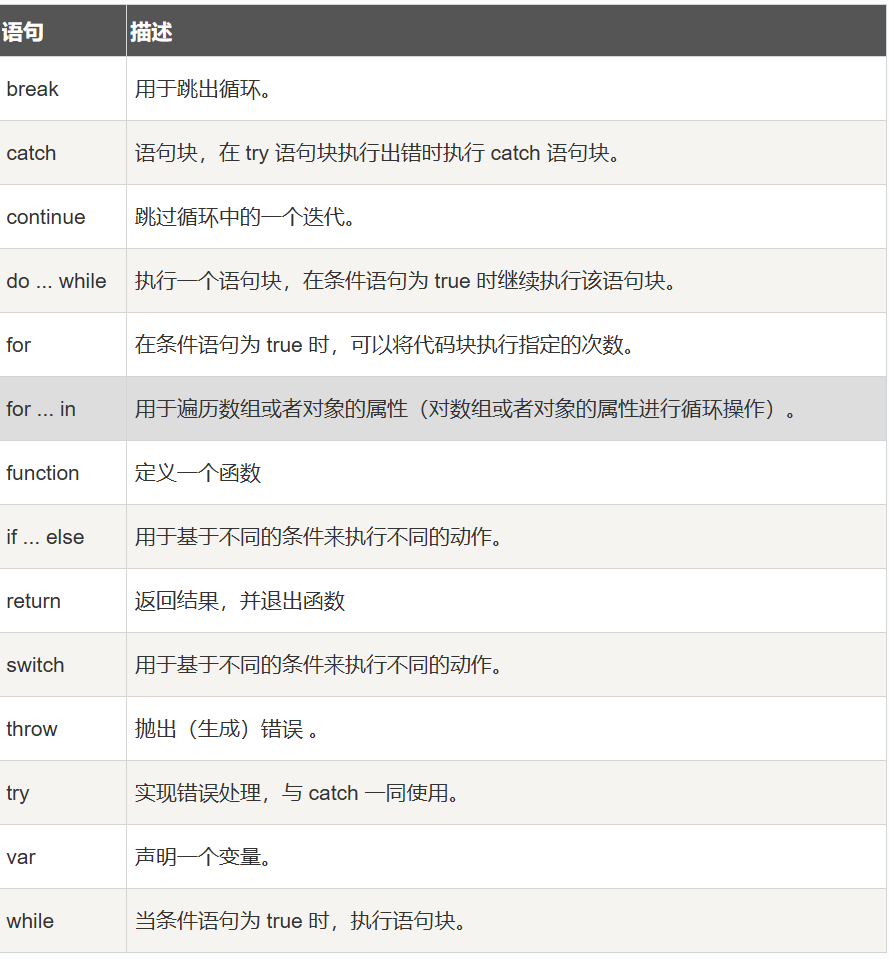 语句 描述
break 用于跳出循环。
catch 语句块，在 try 语句块执行出错时执行 catch 语句块。
continue 跳过循环中的一个迭代。
do ... while 执行一个语句块，在条件语句为 true 时继续执行该语句块。
for 在条件语句为 true 时，可以将代码块执行指定的次数。
for ... in 用于遍历数组或者对象的属性（对数组或者对象的属性进行循环操作）。
function 定义一个函数
if ... else 用于基于不同的条件来执行不同的动作。
return 返回结果，并退出函数
switch 用于基于不同的条件来执行不同的动作。
throw 抛出（生成）错误 。
try 实现错误处理，与 catch 一同使用。
var 声明一个变量。
while 当条件语句为 true 时，执行语句块。